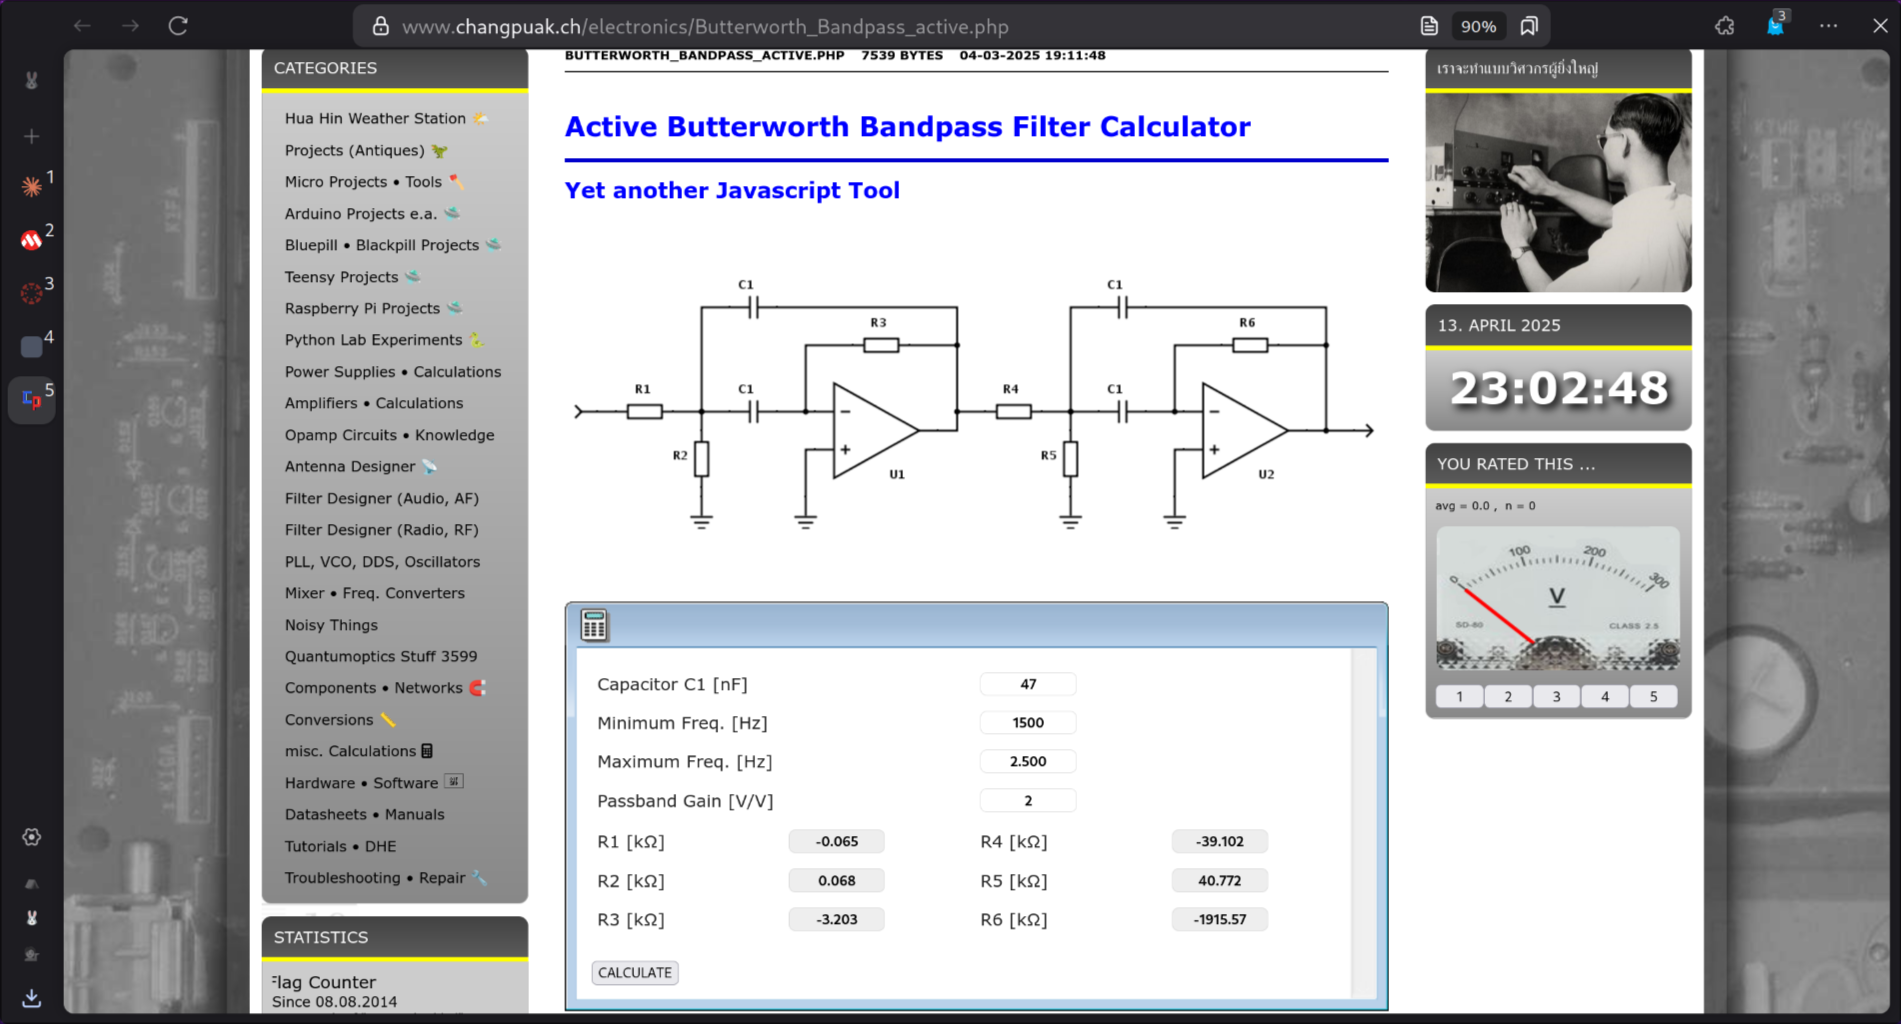 www.changpuak.ch/electronics/Butterworth_Bandpass_active.php
90%
3
1
2
3
4
5
CATEGORIES
Hua Hin Weather Station
Projects (Antiques)
Micro Projects • Tools
Arduino Projects e.a.
Bluepill • Blackpill Projects
Teensy Projects
Raspberry Pi Projects
Python Lab Experiments
Power Supplies • Calculations
Amplifiers • Calculations
Opamp Circuits • Knowledge
Antenna Designer
Filter Designer (Audio, AF)
Filter Designer (Radio, RF)
PLL, VCO, DDS, Oscillators
Mixer • Freq. Converters
Noisy Things
Quantumoptics Stuff 3599
Components • Networks
Conversions
misc. Calculations
Hardware • Software
Datasheets • Manuals
Tutorials • DHE
Troubleshooting • Repair
STATISTICS
Flag Counter
Since 08.08.2014
BUTTERWORTH_BANDPASS_ACTIVE.PHP 7539 BYTES 04-03-2025 19:11:48
Active Butterworth Bandpass Filter Calculator
Yet another Javascript Tool
C1 C1
R3 R6
R1 C1 R4 C1
− −
R2 + R5 +
U1 U2
Capacitor C1 [nF] 47
Minimum Freq. [Hz] 1500
Maximum Freq. [Hz] 2.500
Passband Gain [V/V] 2
R1 [kΩ] -0.065 R4 [kΩ] -39.102
R2 [kΩ] 0.068 R5 [kΩ] 40.772
R3 [kΩ] -3.203 R6 [kΩ] -1915.57
CALCULATE
เราจะทำแบบวิศวกรผู้ยิ่งใหญ่
13. APRIL 2025
23:02:48
YOU RATED THIS ...
avg = 0.0 , n = 0
0 100 200 300
V
SD-80 CLASS 2.5
1 2 3 4 5